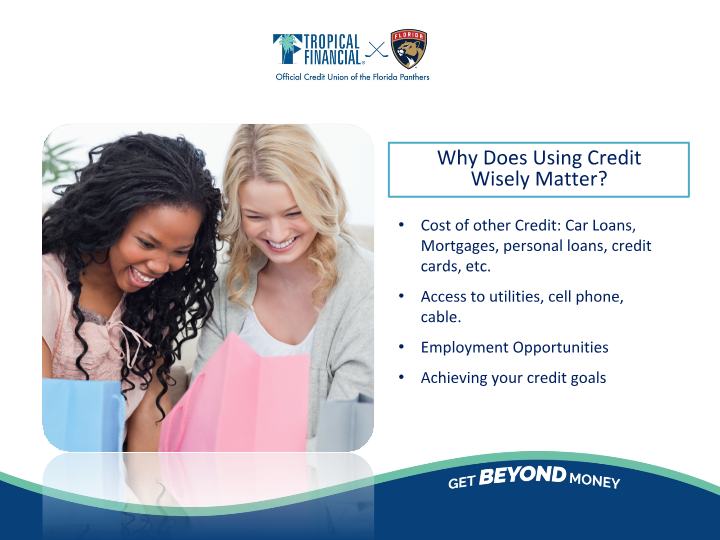 TROPICAL
FINANCIAL®
FLORIDA
Official Credit Union of the Florida Panthers
Why Does Using Credit
Wisely Matter?
• Cost of other Credit: Car Loans,
Mortgages, personal loans, credit
cards, etc.
• Access to utilities, cell phone,
cable.
• Employment Opportunities
• Achieving your credit goals
GET BEYOND MONEY